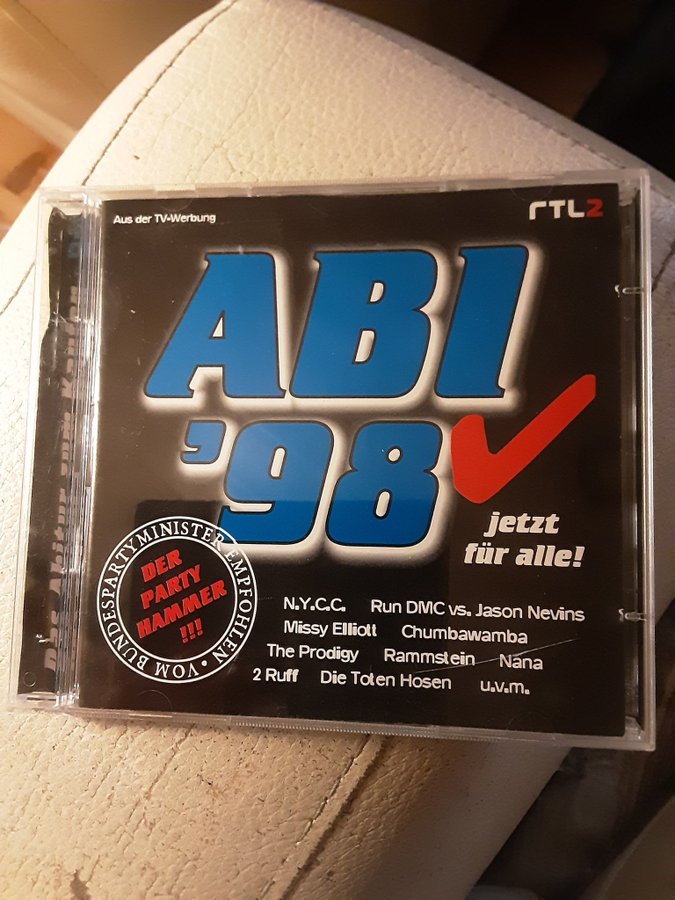 Aus der TV-Werbung
RTL2
ABI
'98
jetzt
für alle!
VOM BUNDESPARTYMINISTER EMPFOHLEN •
DER
PARTY
HAMMER
!!!
N.Y.C.C. Run DMC vs. Jason Nevins
Missy Elliott Chumbawamba
The Prodigy Rammstein Nana
2 Ruff Die Toten Hosen u.v.m.